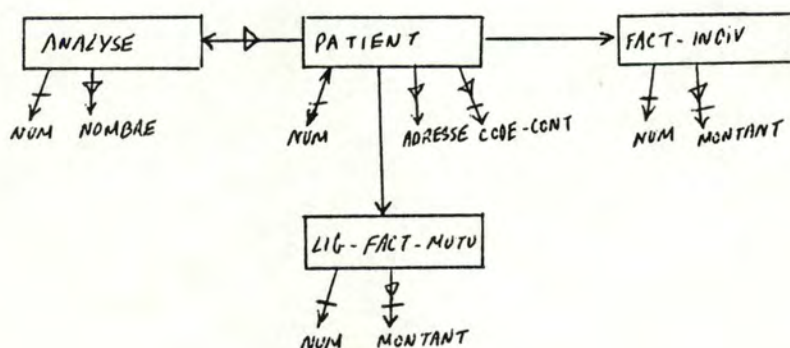 ANALYSE
PATIENT
FACT-INDIV
NUM
NOMBRE
NUM
ADRESSE
CODE-CONT
NUM
MONTANT
LIG-FACT-MUTU
NUM
MONTANT